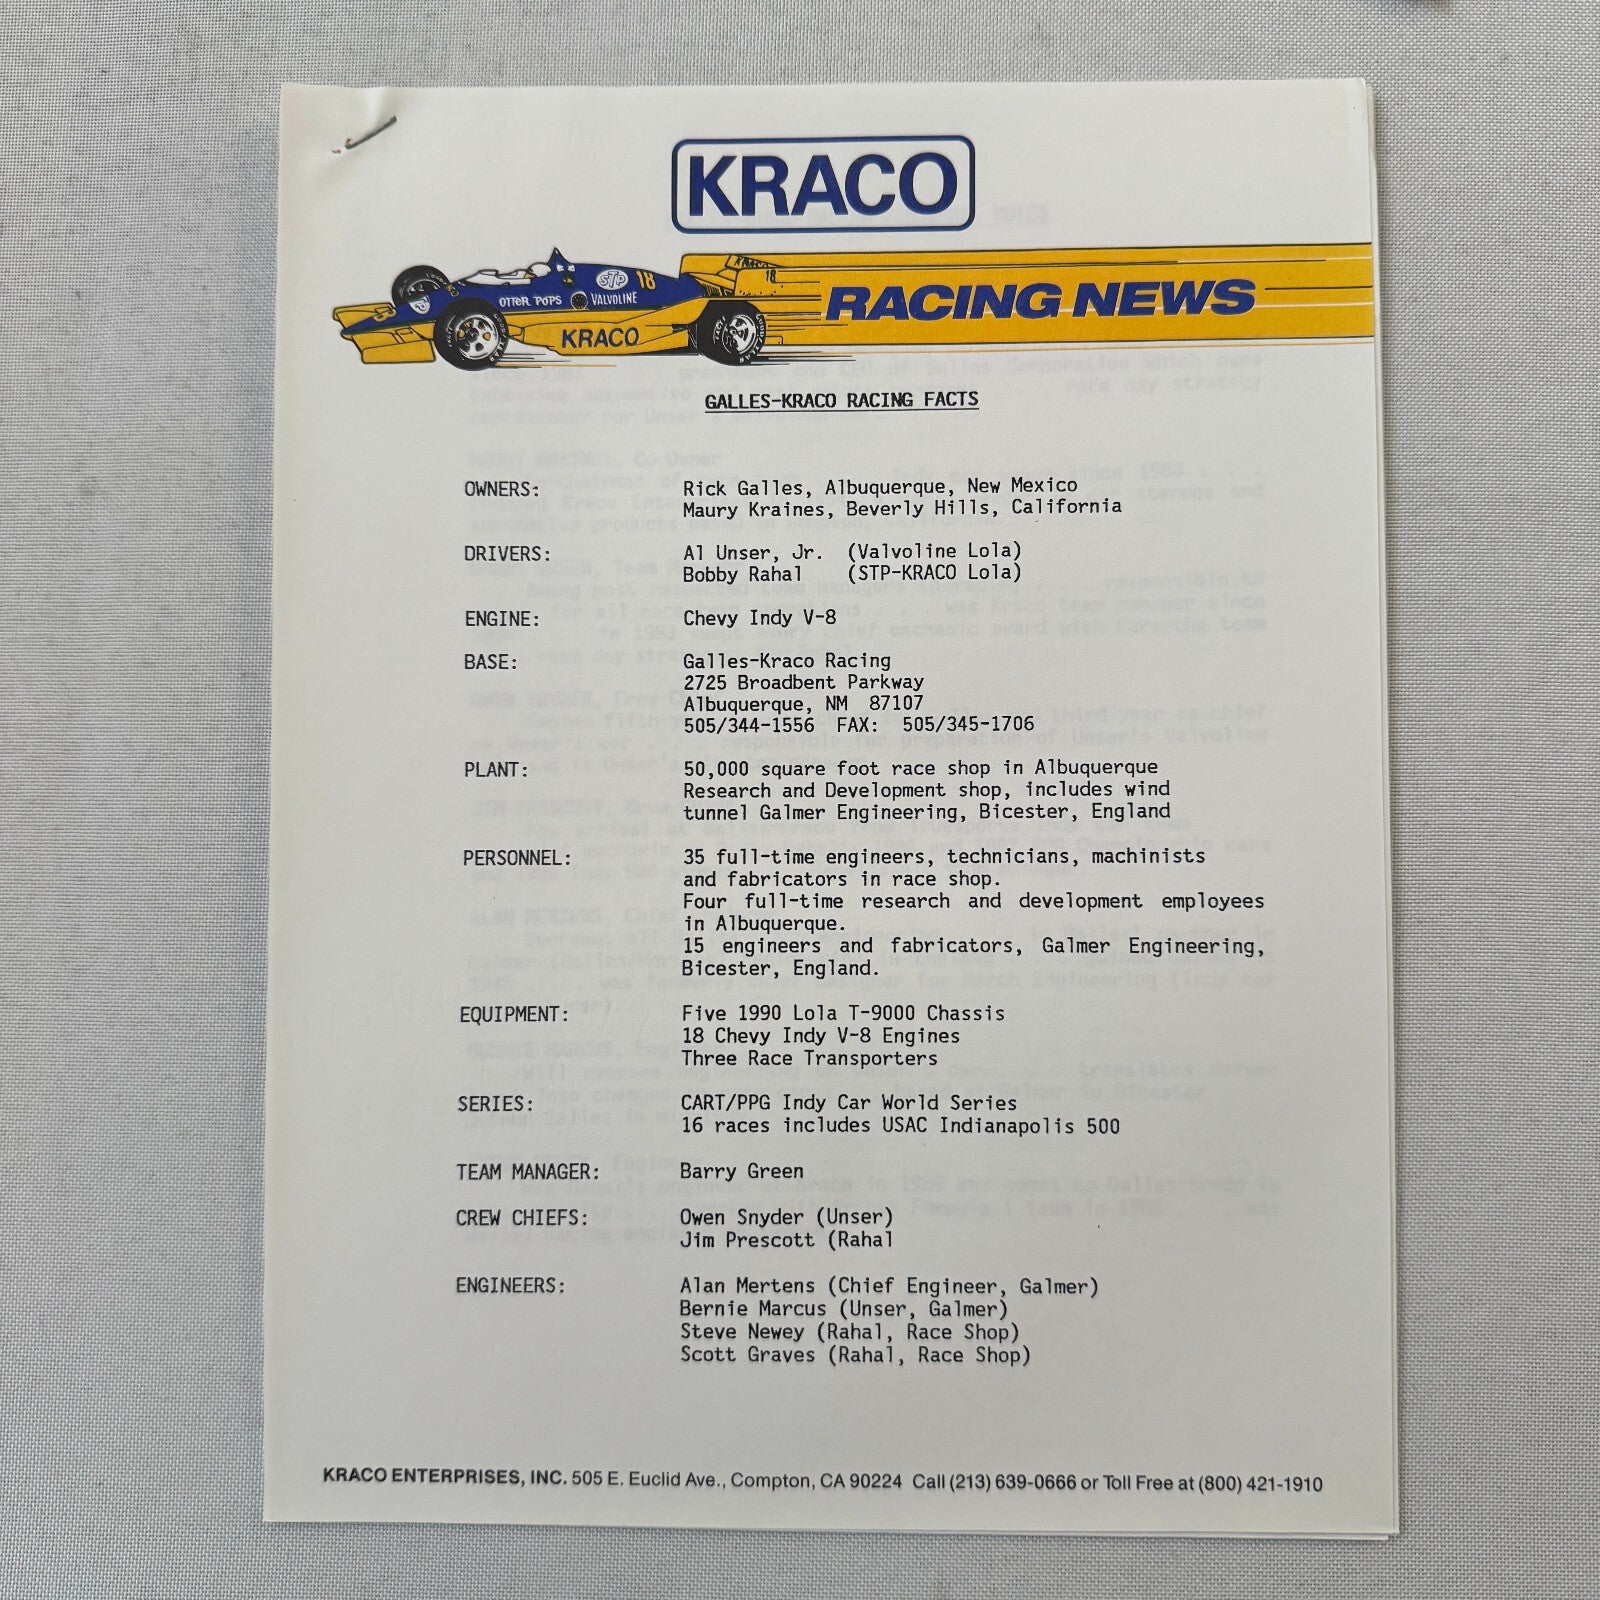 KRACO
STP 18
18
OTTER POPS VALVOLINE
KRACO
RACING NEWS
GALLES-KRACO RACING FACTS
OWNERS: Rick Galles, Albuquerque, New Mexico
Maury Kraines, Beverly Hills, California
DRIVERS: Al Unser, Jr. (Valvoline Lola)
Bobby Rahal (STP-KRACO Lola)
ENGINE: Chevy Indy V-8
BASE: Galles-Kraco Racing
2725 Broadbent Parkway
Albuquerque, NM 87107
505/344-1556 FAX: 505/345-1706
PLANT: 50,000 square foot race shop in Albuquerque
Research and Development shop, includes wind
tunnel Galmer Engineering, Bicester, England
PERSONNEL: 35 full-time engineers, technicians, machinists
and fabricators in race shop.
Four full-time research and development employees
in Albuquerque.
15 engineers and fabricators, Galmer Engineering,
Bicester, England.
EQUIPMENT: Five 1990 Lola T-9000 Chassis
18 Chevy Indy V-8 Engines
Three Race Transporters
SERIES: CART/PPG Indy Car World Series
16 races includes USAC Indianapolis 500
TEAM MANAGER: Barry Green
CREW CHIEFS: Owen Snyder (Unser)
Jim Prescott (Rahal
ENGINEERS: Alan Mertens (Chief Engineer, Galmer)
Bernie Marcus (Unser, Galmer)
Steve Newey (Rahal, Race Shop)
Scott Graves (Rahal, Race Shop)
KRACO ENTERPRISES, INC. 505 E. Euclid Ave., Compton, CA 90224 Call (213) 639-0666 or Toll Free at (800) 421-1910